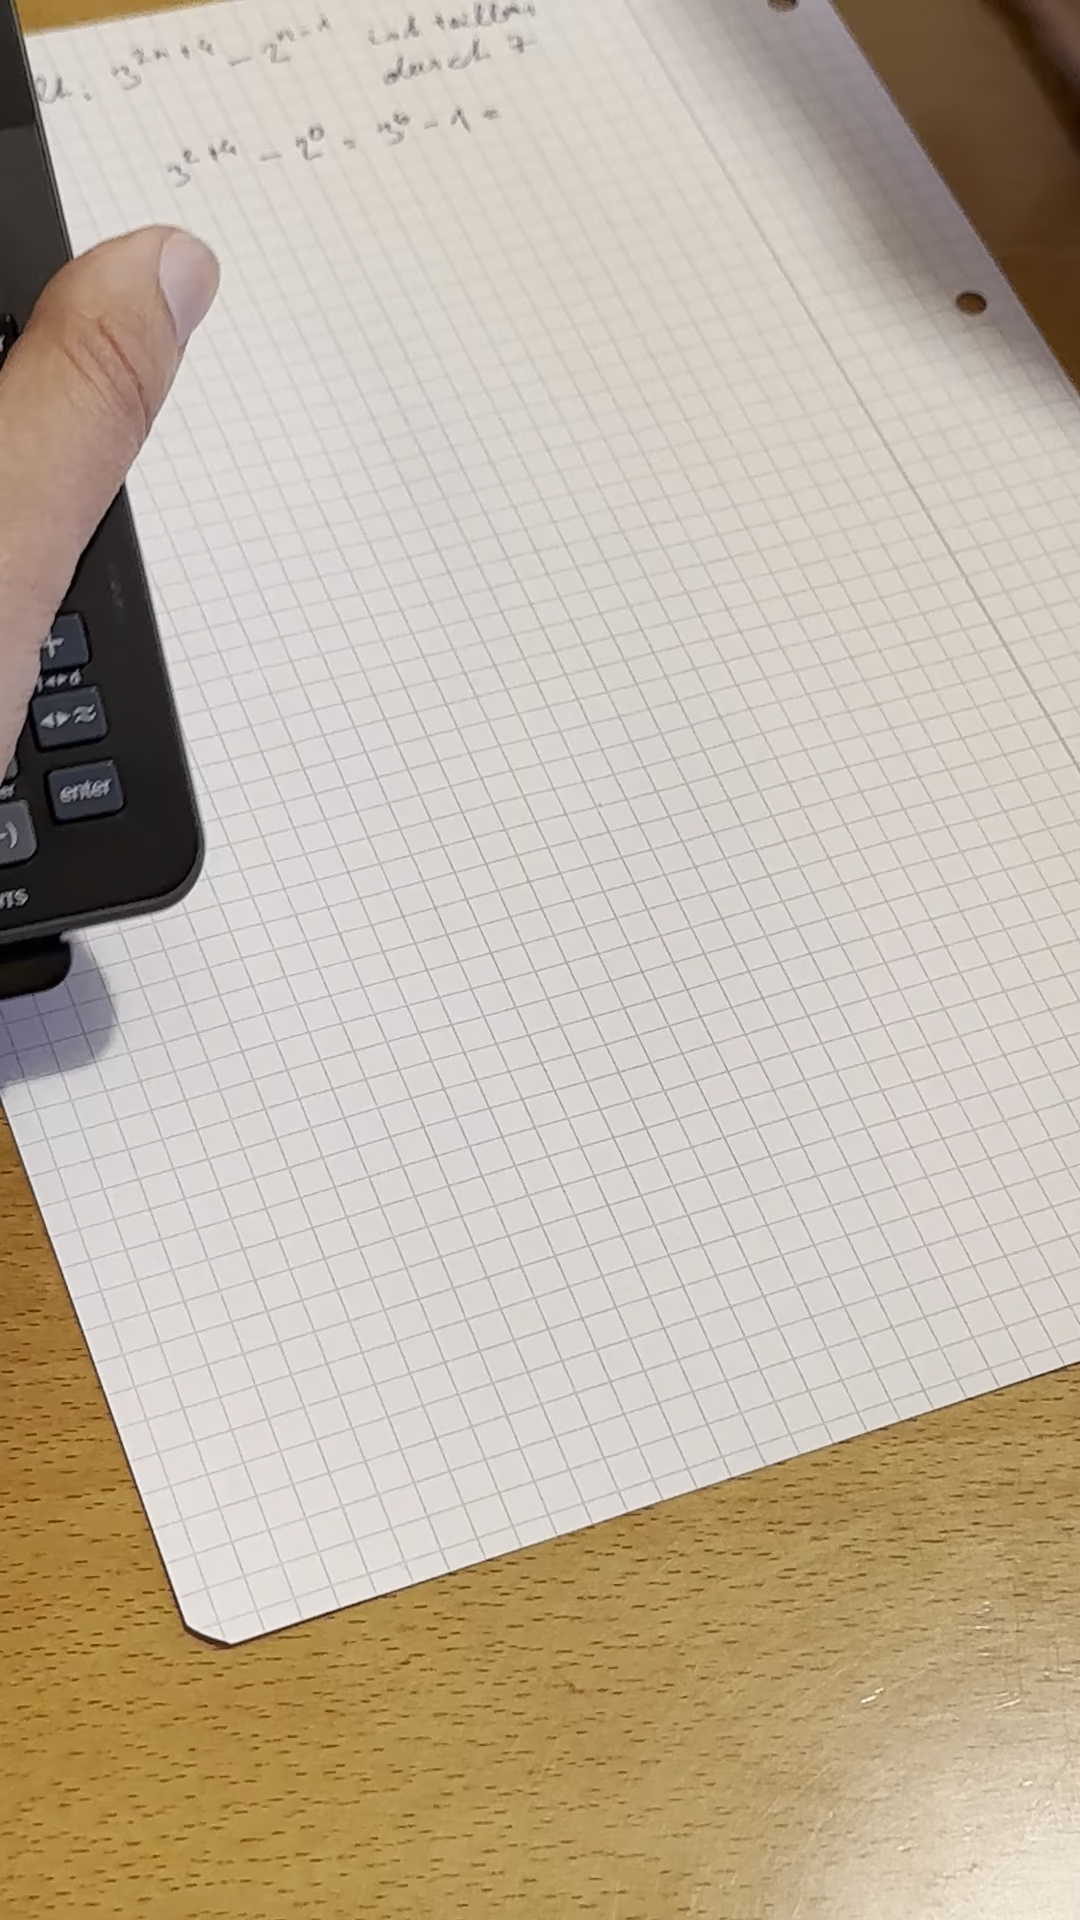 3^{2n+4} - 2^{n-1} ist teilbar
durch 7
3^{2+4} - 2^0 = 3^6 - 1 =
+
◄► ≈
enter
(-)